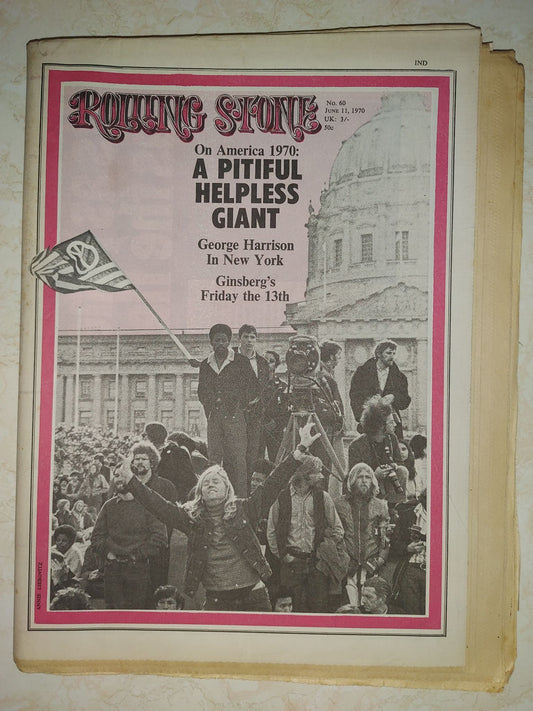 IND
ROLLING STONE
No. 60
JUNE 11, 1970
UK: 3/-
50c
On America 1970:
A PITIFUL
HELPLESS
GIANT
George Harrison
In New York
Ginsberg's
Friday the 13th
ANNIE LEIBOWITZ